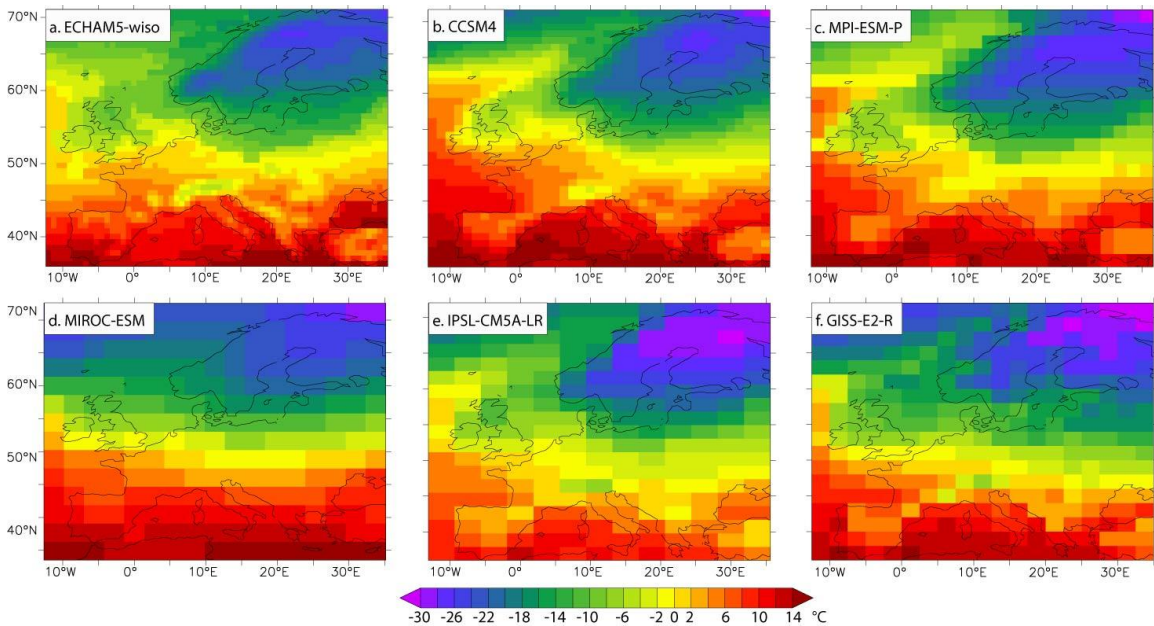 70°N
60°N
50°N
40°N
a. ECHAM5-wiso
b. CCSM4
c. MPI-ESM-P
10°W 0° 10°E 20°E 30°E
10°W 0° 10°E 20°E 30°E
10°W 0° 10°E 20°E 30°E
70°N
60°N
50°N
40°N
d. MIROC-ESM
e. IPSL-CM5A-LR
f. GISS-E2-R
10°W 0° 10°E 20°E 30°E
10°W 0° 10°E 20°E 30°E
10°W 0° 10°E 20°E 30°E
-30 -26 -22 -18 -14 -10 -6 -2 0 2 6 10 14 °C